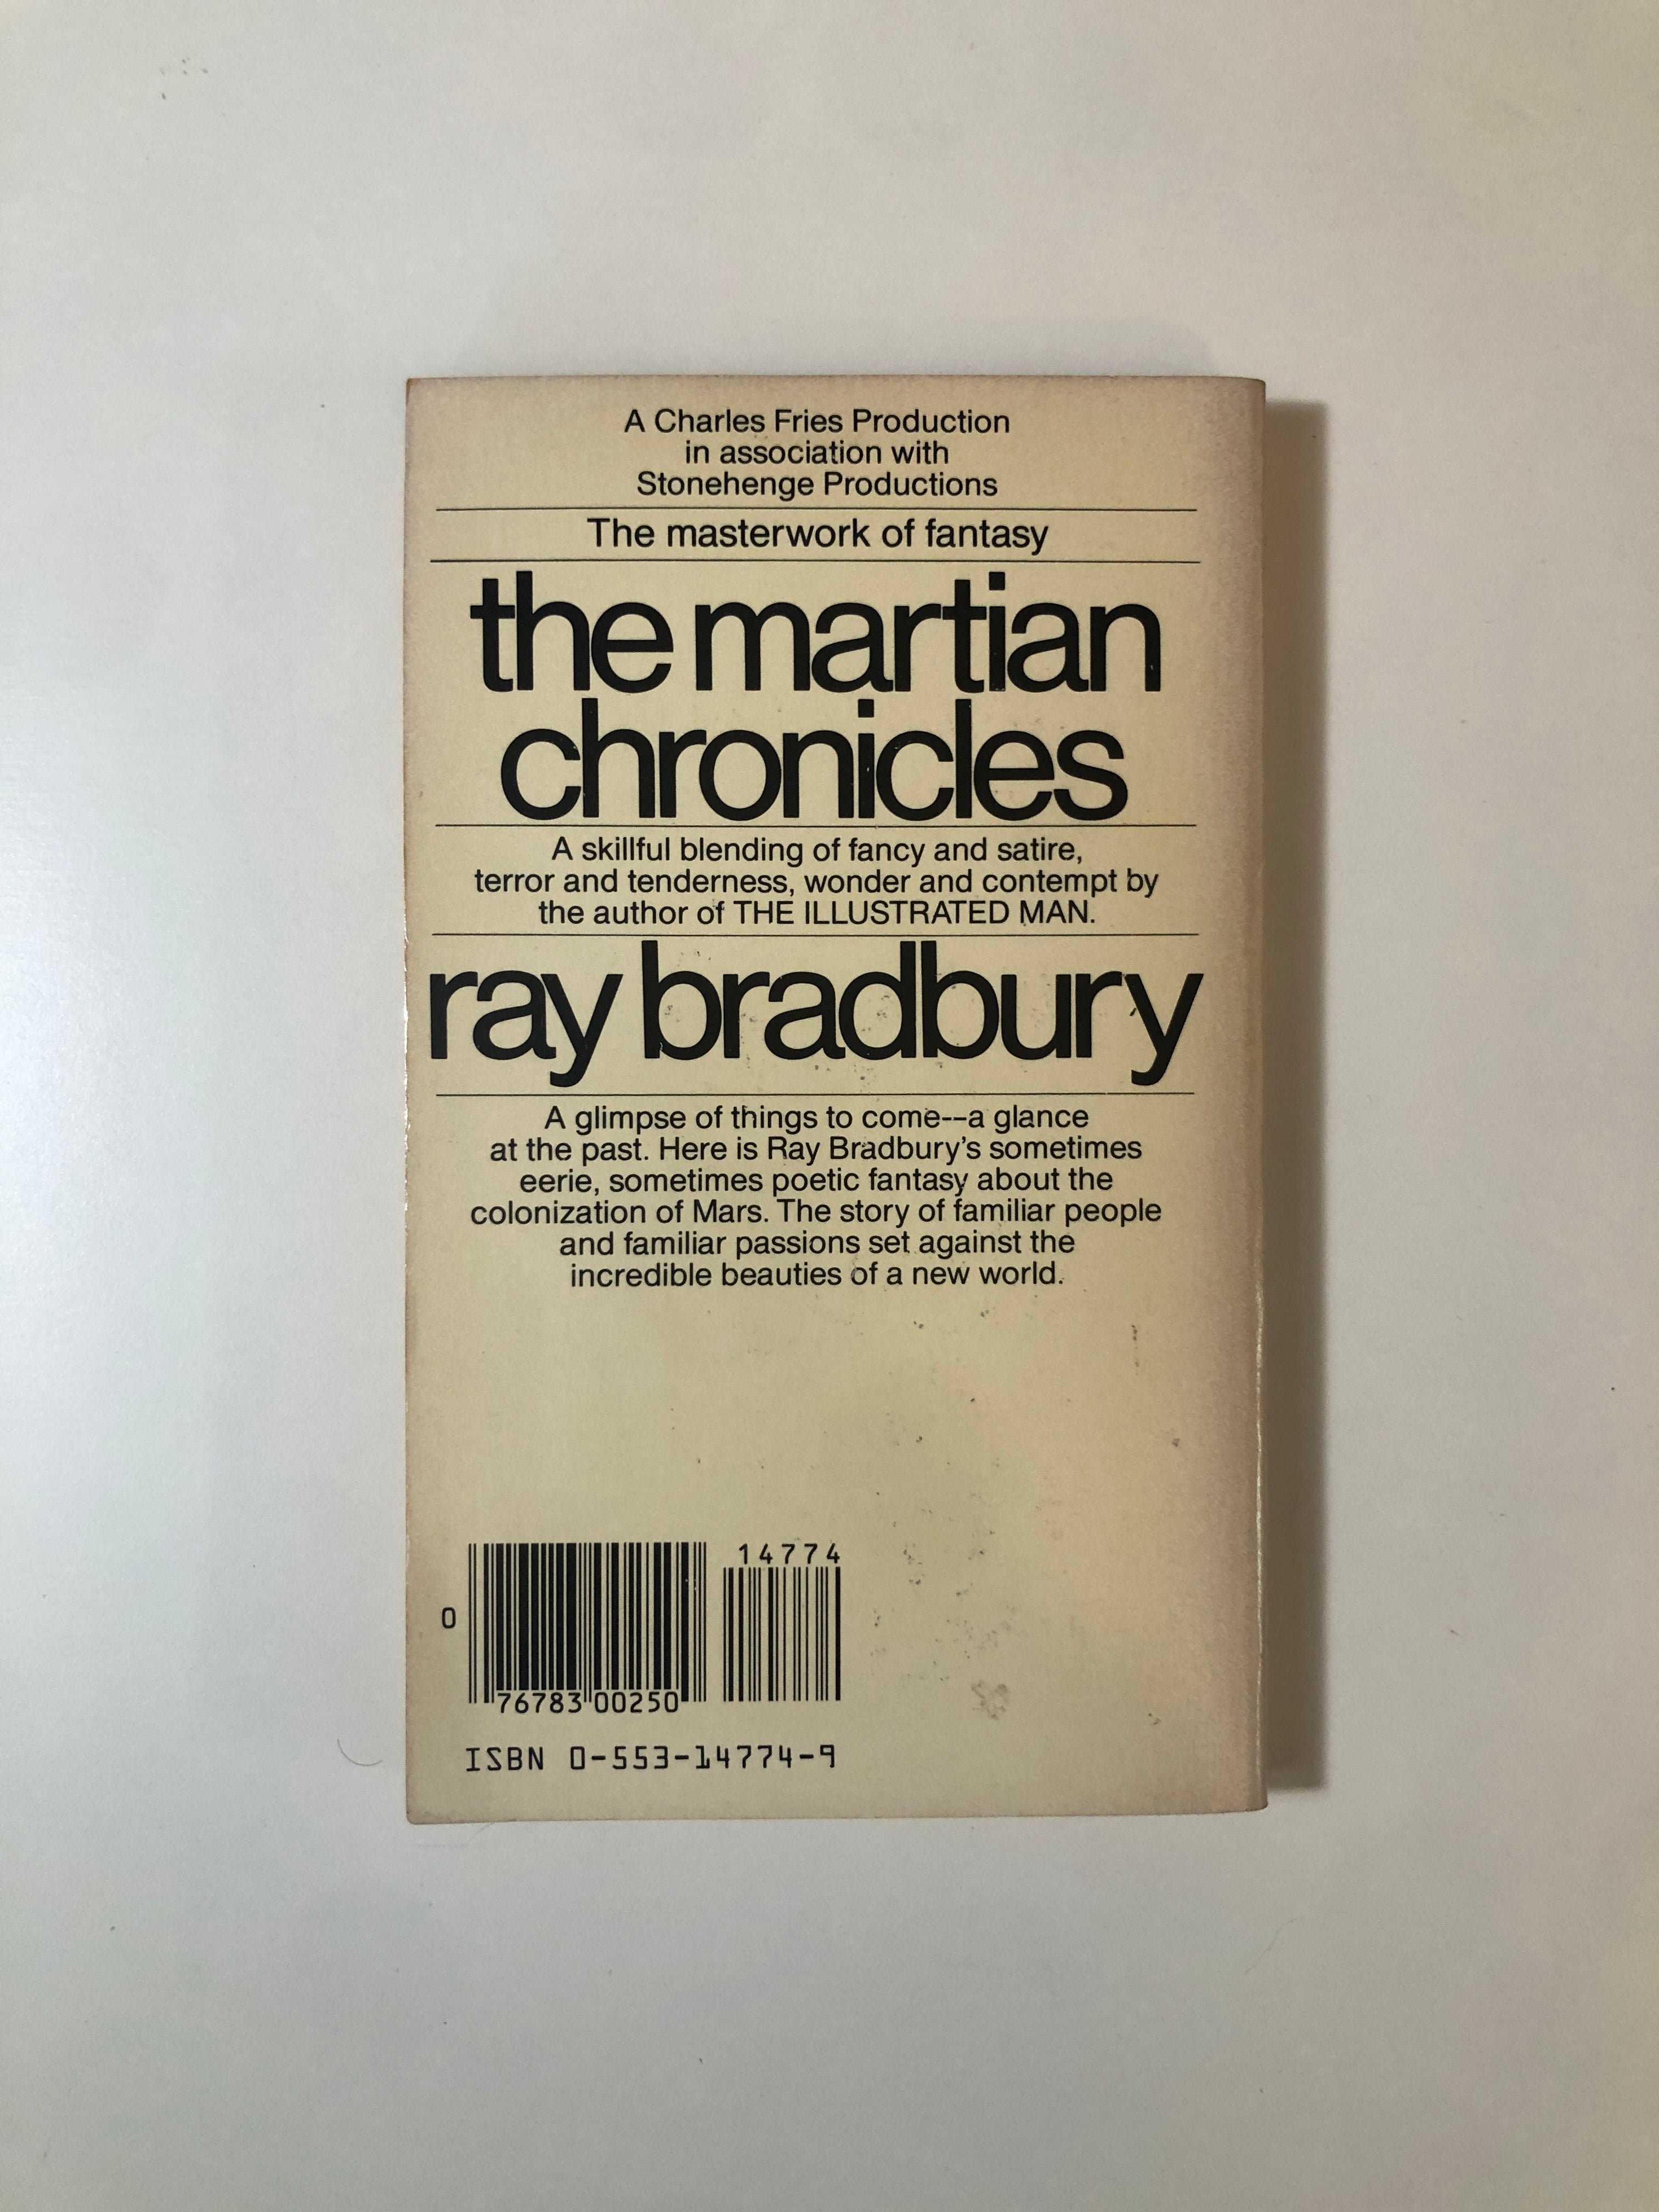 A Charles Fries Production
in association with
Stonehenge Productions
The masterwork of fantasy
the martian
chronicles
A skillful blending of fancy and satire,
terror and tenderness, wonder and contempt by
the author of THE ILLUSTRATED MAN.
ray bradbury
A glimpse of things to come--a glance
at the past. Here is Ray Bradbury's sometimes
eerie, sometimes poetic fantasy about the
colonization of Mars. The story of familiar people
and familiar passions set against the
incredible beauties of a new world.
14774
0
76783 00250
ISBN 0-553-14774-9